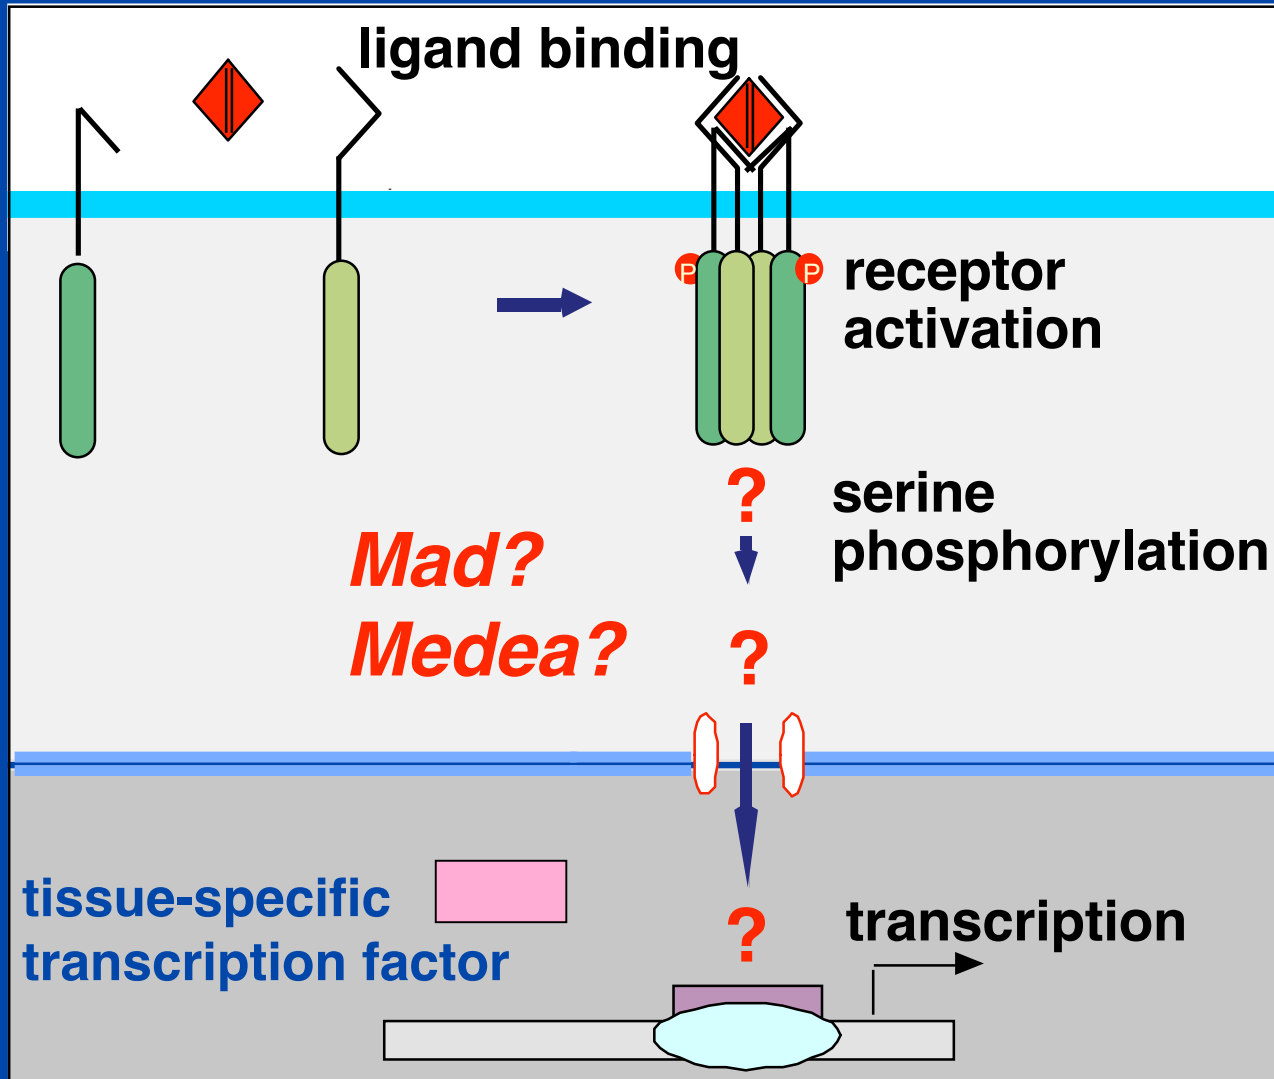 ligand binding
P
P
receptor
activation
?
serine
phosphorylation
Mad?
Medea?
?
tissue-specific
transcription factor
?
transcription